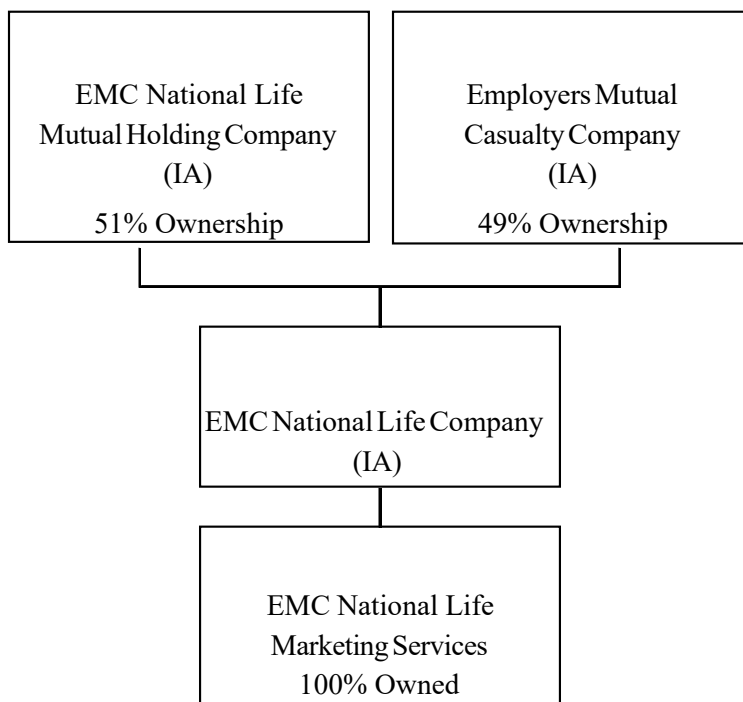 EMC National Life
Mutual Holding Company
(IA)
51% Ownership
Employers Mutual
Casualty Company
(IA)
49% Ownership
EMC National Life Company
(IA)
EMC National Life
Marketing Services
100% Owned